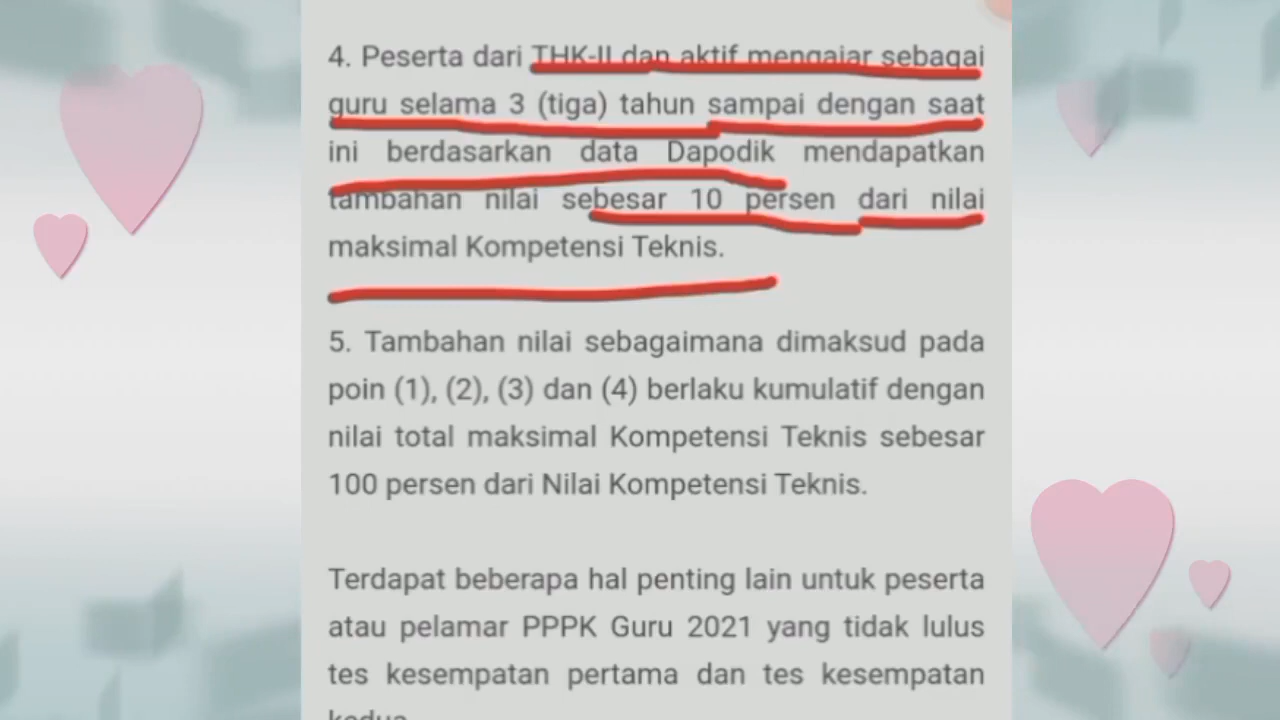 4. Peserta dari THK-II dan aktif mengajar sebagai
guru selama 3 (tiga) tahun sampai dengan saat
ini berdasarkan data Dapodik mendapatkan
tambahan nilai sebesar 10 persen dari nilai
maksimal Kompetensi Teknis.
5. Tambahan nilai sebagaimana dimaksud pada
poin (1), (2), (3) dan (4) berlaku kumulatif dengan
nilai total maksimal Kompetensi Teknis sebesar
100 persen dari Nilai Kompetensi Teknis.
Terdapat beberapa hal penting lain untuk peserta
atau pelamar PPPK Guru 2021 yang tidak lulus
tes kesempatan pertama dan tes kesempatan
kedua